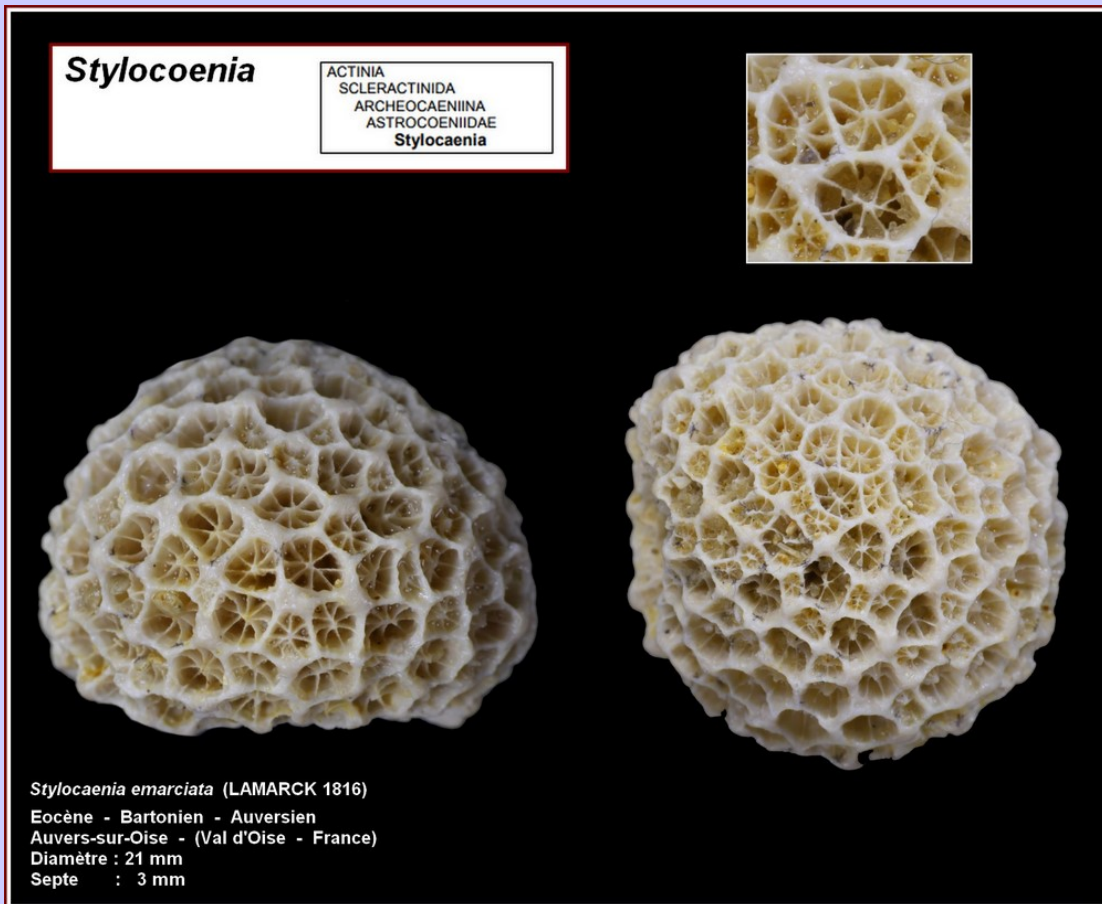 Stylocoenia
ACTINIA
SCLERACTINIDA
ARCHEOCAENIINA
ASTROCOENIIDAE
Stylocaenia
Stylocaenia emarciata (LAMARCK 1816)
Eocène - Bartonien - Auversien
Auvers-sur-Oise - (Val d'Oise - France)
Diamètre : 21 mm
Septe : 3 mm